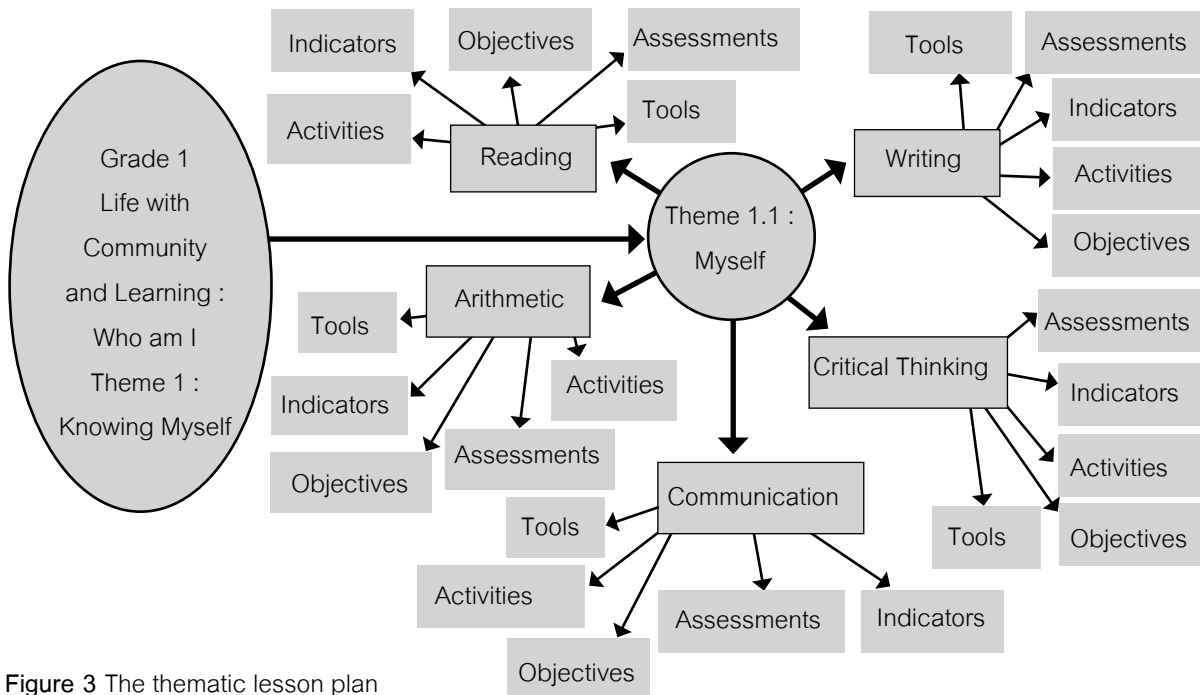 Grade 1
Life with
Community
and Learning :
Who am I
Theme 1 :
Knowing Myself
Theme 1.1 :
Myself
Reading
Indicators
Objectives
Assessments
Activities
Tools
Writing
Tools
Assessments
Indicators
Activities
Objectives
Arithmetic
Tools
Indicators
Objectives
Assessments
Activities
Critical Thinking
Assessments
Indicators
Activities
Objectives
Tools
Communication
Tools
Activities
Objectives
Assessments
Indicators
Figure 3 The thematic lesson plan